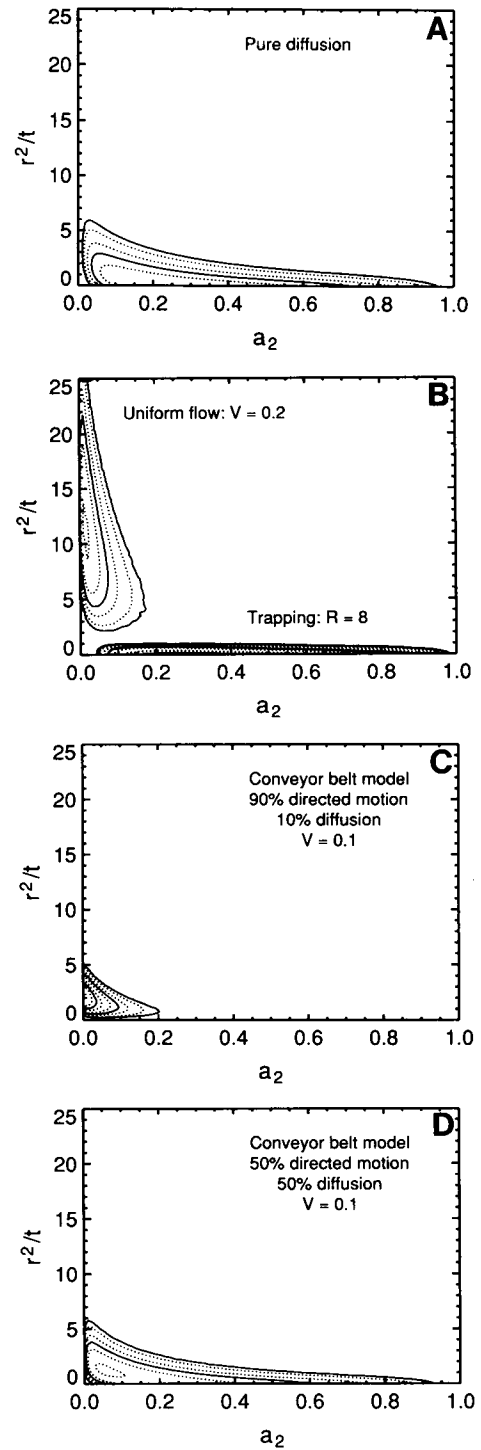 A
Pure diffusion
25
20
15
10
5
0
r²/t
0.0 0.2 0.4 0.6 0.8 1.0
a₂
B
Uniform flow: V = 0.2
Trapping: R = 8
25
20
15
10
5
0
r²/t
0.0 0.2 0.4 0.6 0.8 1.0
a₂
C
Conveyor belt model
90% directed motion
10% diffusion
V = 0.1
25
20
15
10
5
0
r²/t
0.0 0.2 0.4 0.6 0.8 1.0
a₂
D
Conveyor belt model
50% directed motion
50% diffusion
V = 0.1
25
20
15
10
5
0
r²/t
0.0 0.2 0.4 0.6 0.8 1.0
a₂